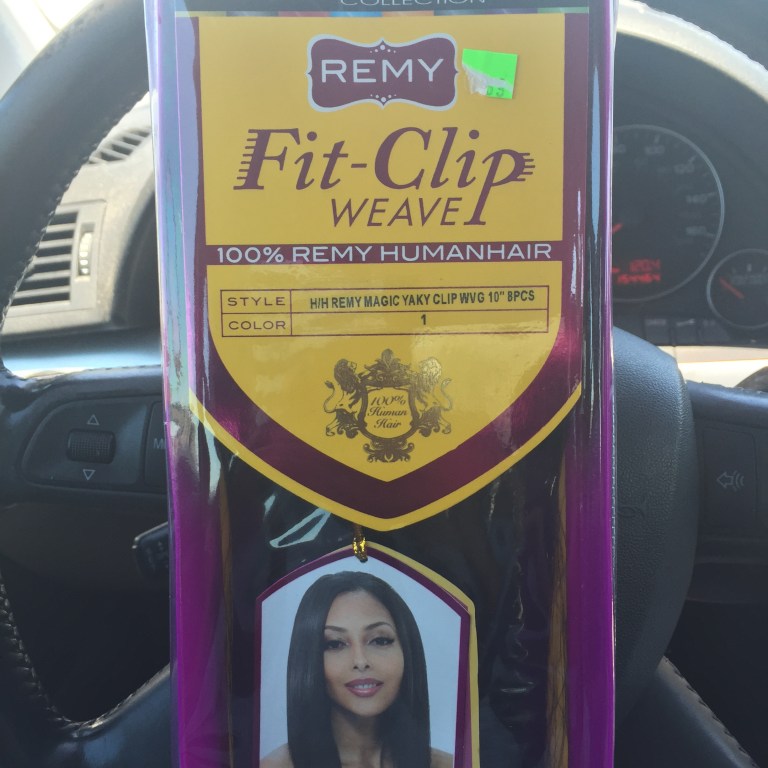 COLLECTION
REMY
Fit-Clip
WEAVE
100% REMY HUMANHAIR
STYLE H/H REMY MAGIC YAKY CLIP WVG 10" 8PCS
COLOR 1
100%
Human
Hair